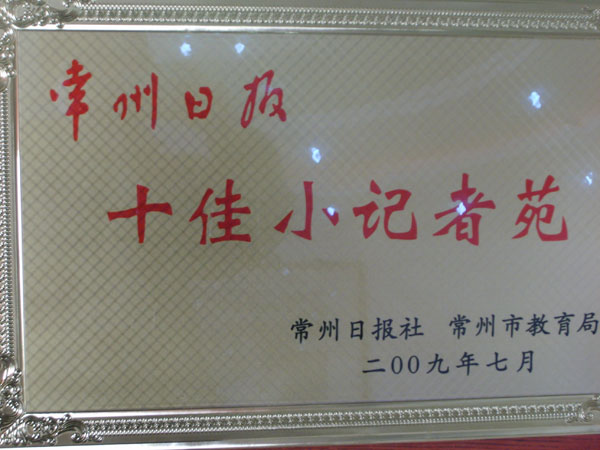 常州日报
十佳小记者苑
常州日报社 常州市教育局
二00九年七月